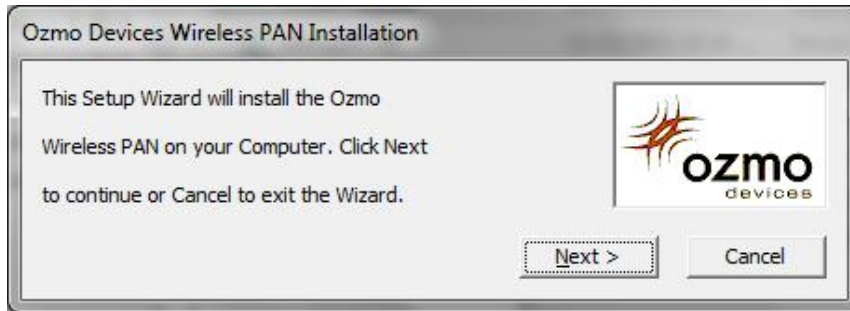 Ozmo Devices Wireless PAN Installation
This Setup Wizard will install the Ozmo
Wireless PAN on your Computer. Click Next
to continue or Cancel to exit the Wizard.
ozmo
devices
Next >
Cancel